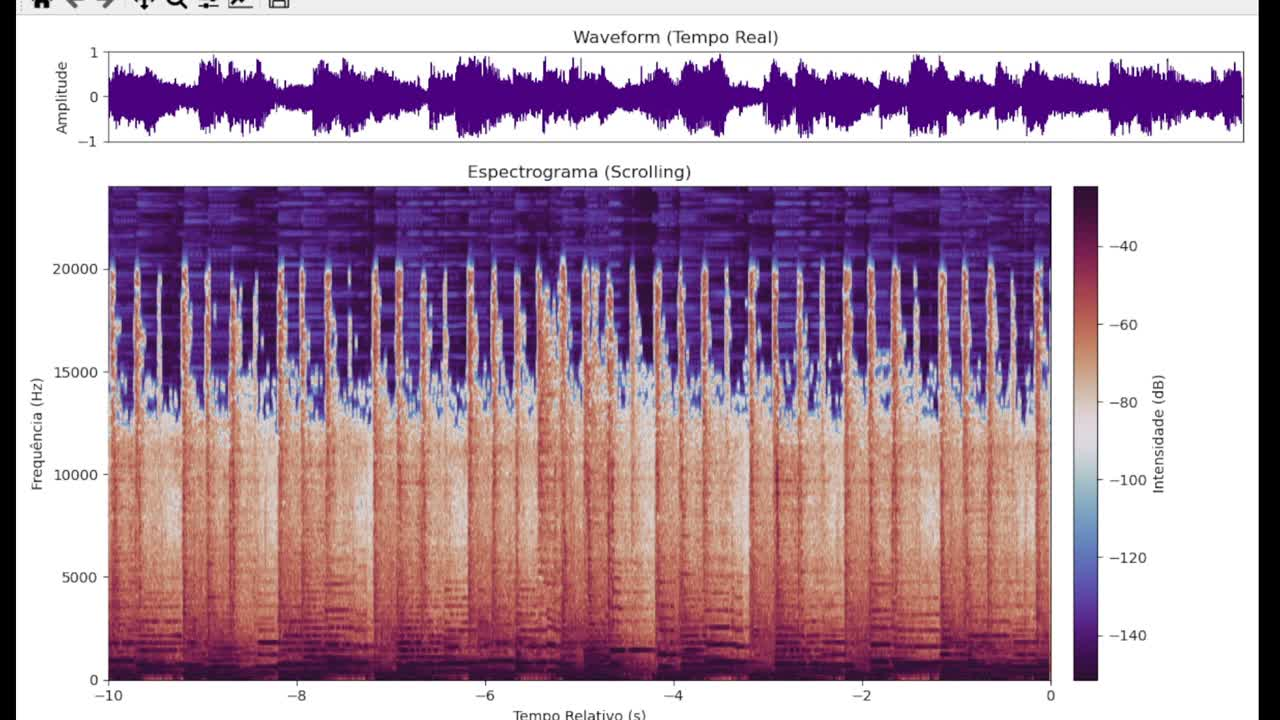 Waveform (Tempo Real)
1
0
−1
Amplitude
Espectrograma (Scrolling)
20000
15000
10000
5000
0
Frequência (Hz)
−10 −8 −6 −4 −2 0
Tempo Relativo (s)
−40
−60
−80
−100
−120
−140
Intensidade (dB)